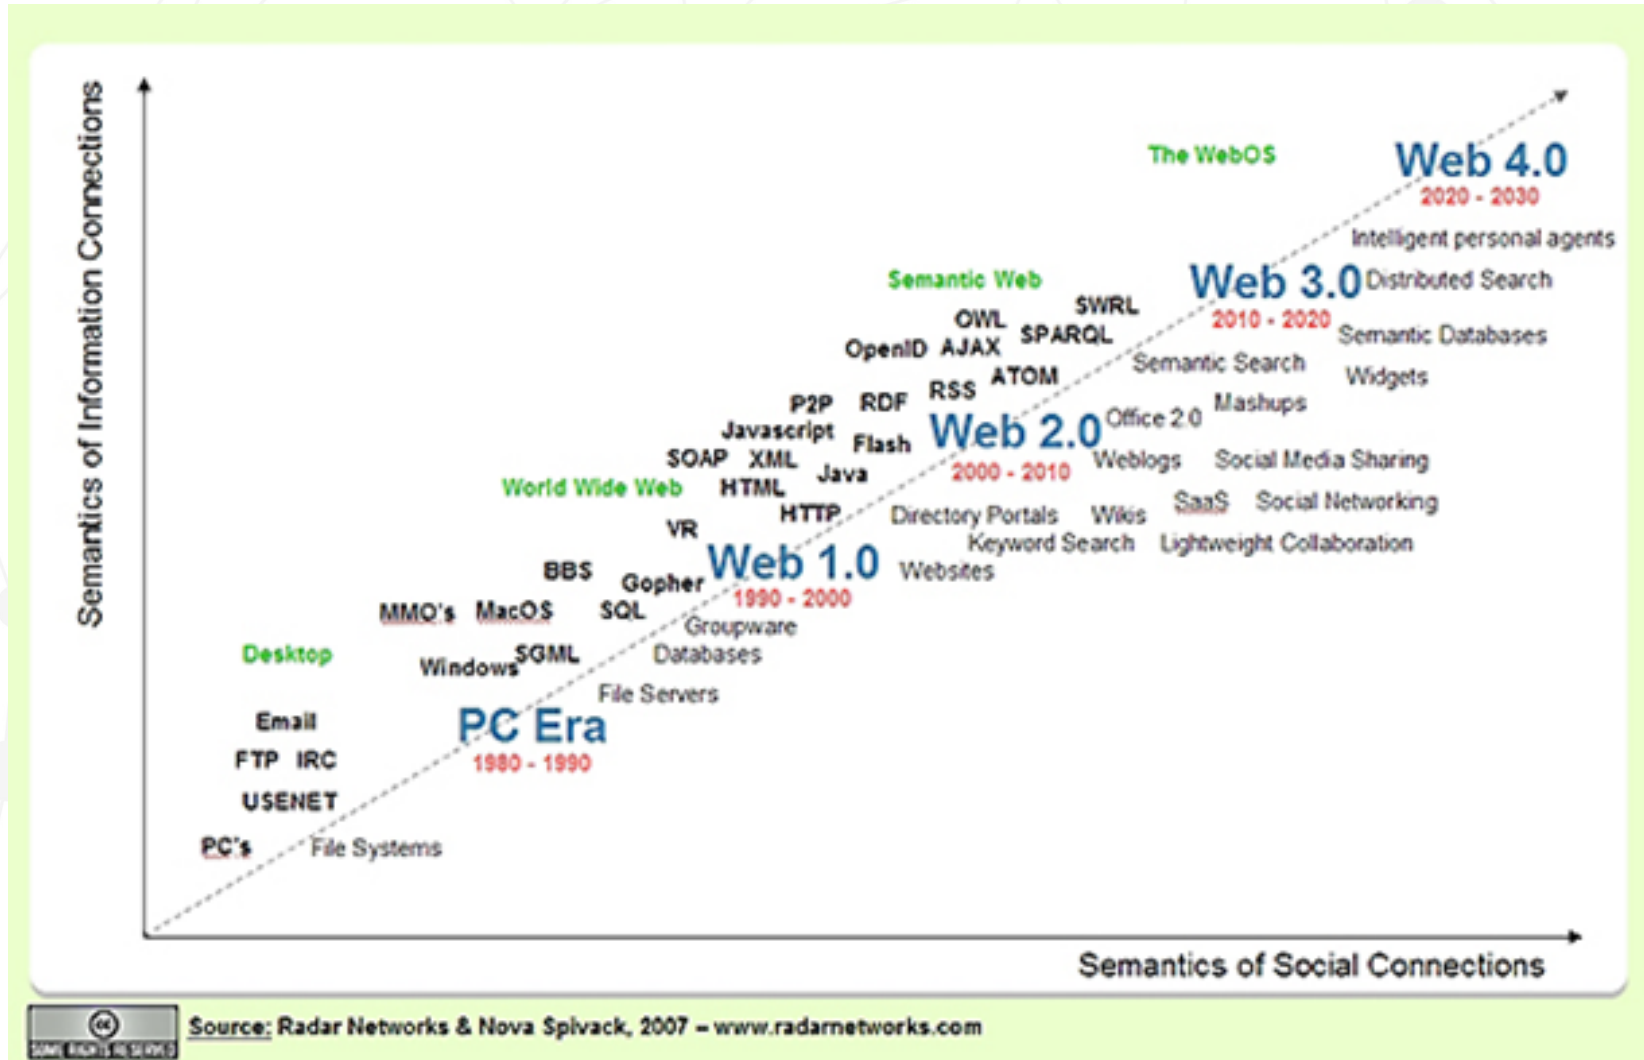 Semantics of Information Connections
The WebOS
Web 4.0
2020 - 2030
Intelligent personal agents
Semantic Web
Web 3.0
Distributed Search
2010 - 2020
SWRL
OWL
SPARQL
Semantic Databases
OpenID
AJAX
Semantic Search
ATOM
Widgets
RSS
P2P
RDF
Mashups
Office 2.0
Web 2.0
Javascript
Flash
2000 - 2010
SOAP
XML
Weblogs
Social Media Sharing
Java
World Wide Web
HTML
SaaS
Social Networking
HTTP
Directory Portals
Wikis
VR
Keyword Search
Lightweight Collaboration
Web 1.0
Websites
BBS
Gopher
1990 - 2000
MMO's
MacOS
SQL
Groupware
Desktop
SGML
Databases
Windows
File Servers
Email
PC Era
1980 - 1990
FTP
IRC
USENET
PC's
File Systems
Semantics of Social Connections
cc
SOME RIGHTS RESERVED
Source: Radar Networks & Nova Spivack, 2007 – www.radarnetworks.com